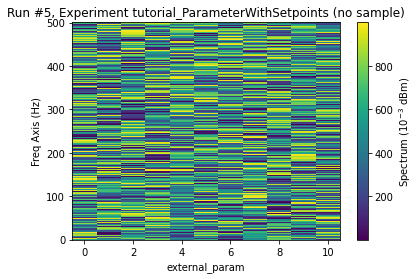 Run #5, Experiment tutorial_ParameterWithSetpoints (no sample)
500
400
300
200
100
0
Freq Axis (Hz)
0 2 4 6 8 10
external_param
800
600
400
200
Spectrum (10⁻³ dBm)